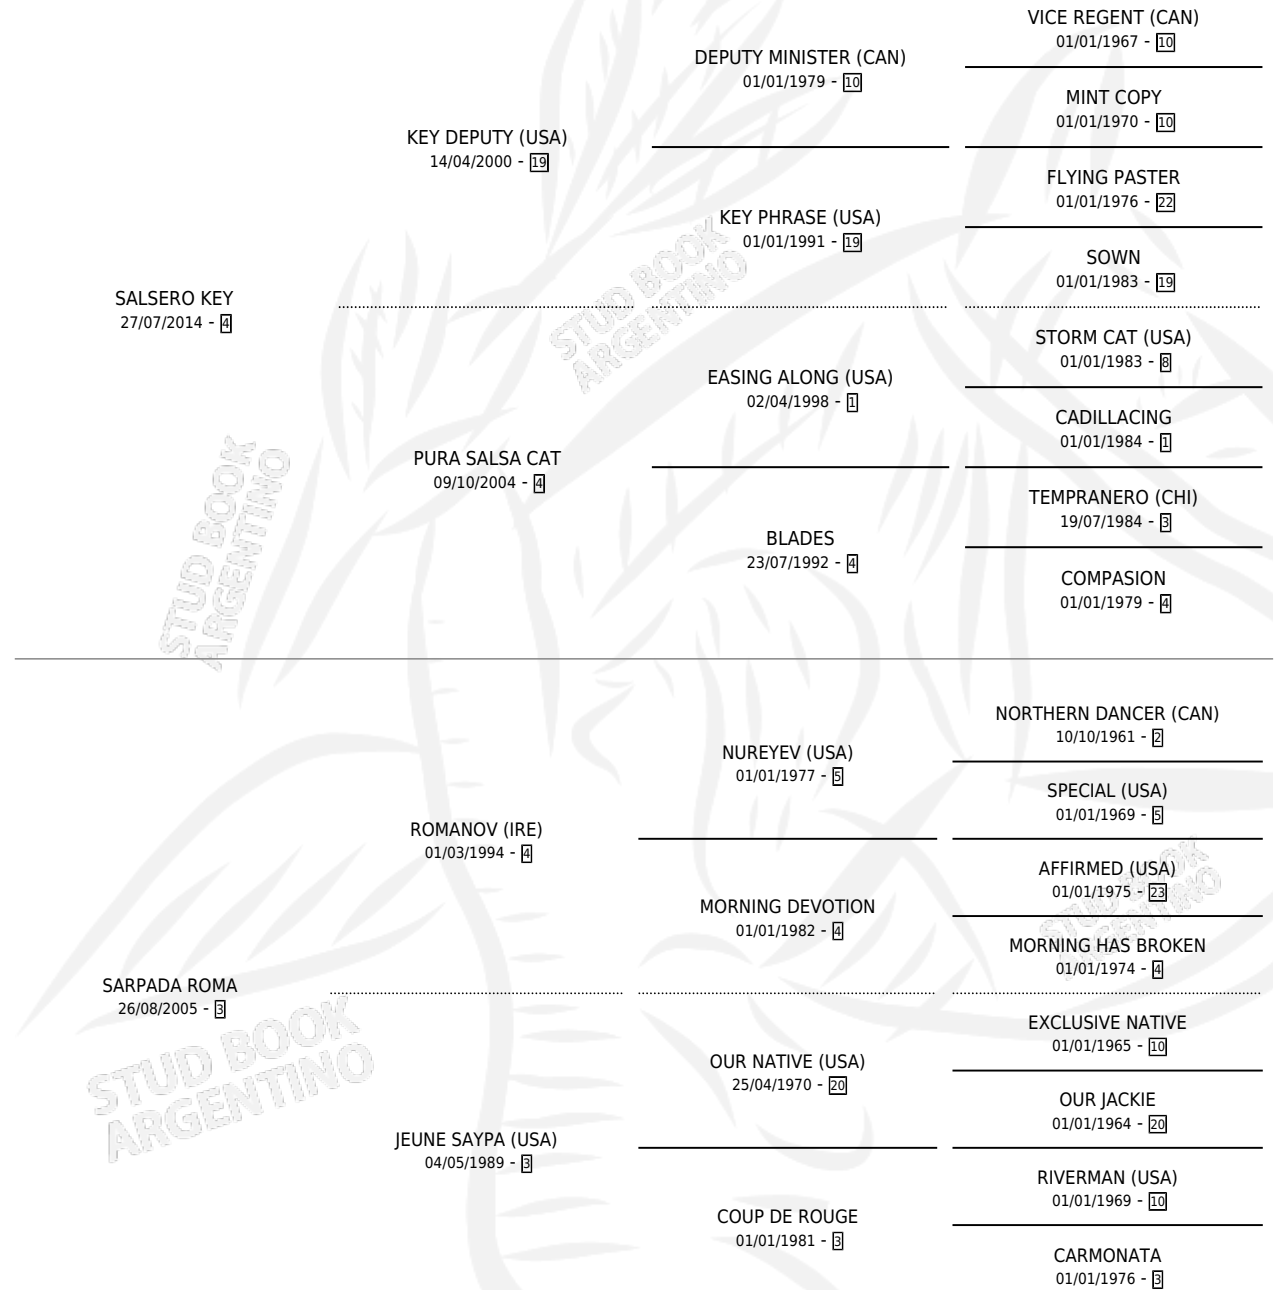 VICE REGENT (CAN)
01/01/1967 - 10
DEPUTY MINISTER (CAN)
01/01/1979 - 10
MINT COPY
01/01/1970 - 10
KEY DEPUTY (USA)
14/04/2000 - 19
FLYING PASTER
01/01/1976 - 22
KEY PHRASE (USA)
01/01/1991 - 19
SOWN
01/01/1983 - 19
SALSERO KEY
27/07/2014 - 4
STORM CAT (USA)
01/01/1983 - 8
EASING ALONG (USA)
02/04/1998 - 1
CADILLACING
01/01/1984 - 1
PURA SALSA CAT
09/10/2004 - 4
TEMPRANERO (CHI)
19/07/1984 - 3
BLADES
23/07/1992 - 4
COMPASION
01/01/1979 - 4
NORTHERN DANCER (CAN)
10/10/1961 - 2
NUREYEV (USA)
01/01/1977 - 5
SPECIAL (USA)
01/01/1969 - 5
ROMANOV (IRE)
01/03/1994 - 4
AFFIRMED (USA)
01/01/1975 - 23
MORNING DEVOTION
01/01/1982 - 4
MORNING HAS BROKEN
01/01/1974 - 4
SARPADA ROMA
26/08/2005 - 3
EXCLUSIVE NATIVE
01/01/1965 - 10
OUR NATIVE (USA)
25/04/1970 - 20
OUR JACKIE
01/01/1964 - 20
JEUNE SAYPA (USA)
04/05/1989 - 3
RIVERMAN (USA)
01/01/1969 - 10
COUP DE ROUGE
01/01/1981 - 3
CARMONATA
01/01/1976 - 3
STUD BOOK
ARGENTINO
STUD BOOK
ARGENTINO
STUD BOOK
ARGENTINO
STUD BOOK
ARGENTINO